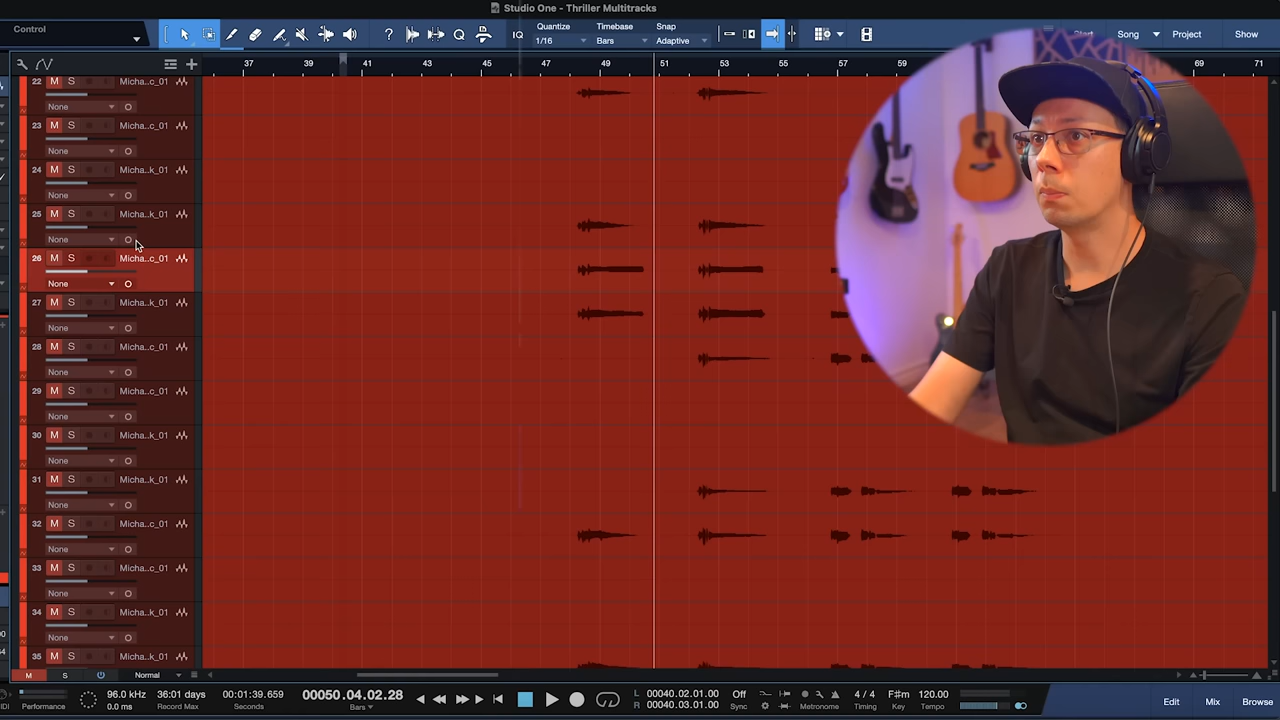 Studio One - Thriller Multitracks
Control
Quantize
Timebase
Snap
IQ
1/16
Bars
Adaptive
Start
Song
Project
Show
37
39
41
43
45
47
49
51
53
55
57
59
69
71
22 M S Micha..c_01
None
23 M S Micha..c_01
None
24 M S Micha..k_01
None
25 M S Micha..k_01
None
26 M S Micha..c_01
None
27 M S Micha..k_01
None
28 M S Micha..c_01
None
29 M S Micha..c_01
None
30 M S Micha..k_01
None
31 M S Micha..k_01
None
32 M S Micha..c_01
None
33 M S Micha..c_01
None
34 M S Micha..k_01
None
35 M S Micha..k_01
M S Normal
96.0 kHz
0.0 ms
Performance
36:01 days
Record Max
00:01:39.659
Seconds
00050.04.02.28
Bars
L 00040.02.01.00
R 00040.03.01.00
Off
Sync
Metronome
4 / 4
Timing
F#m
Key
120.00
Tempo
Edit
Mix
Browse